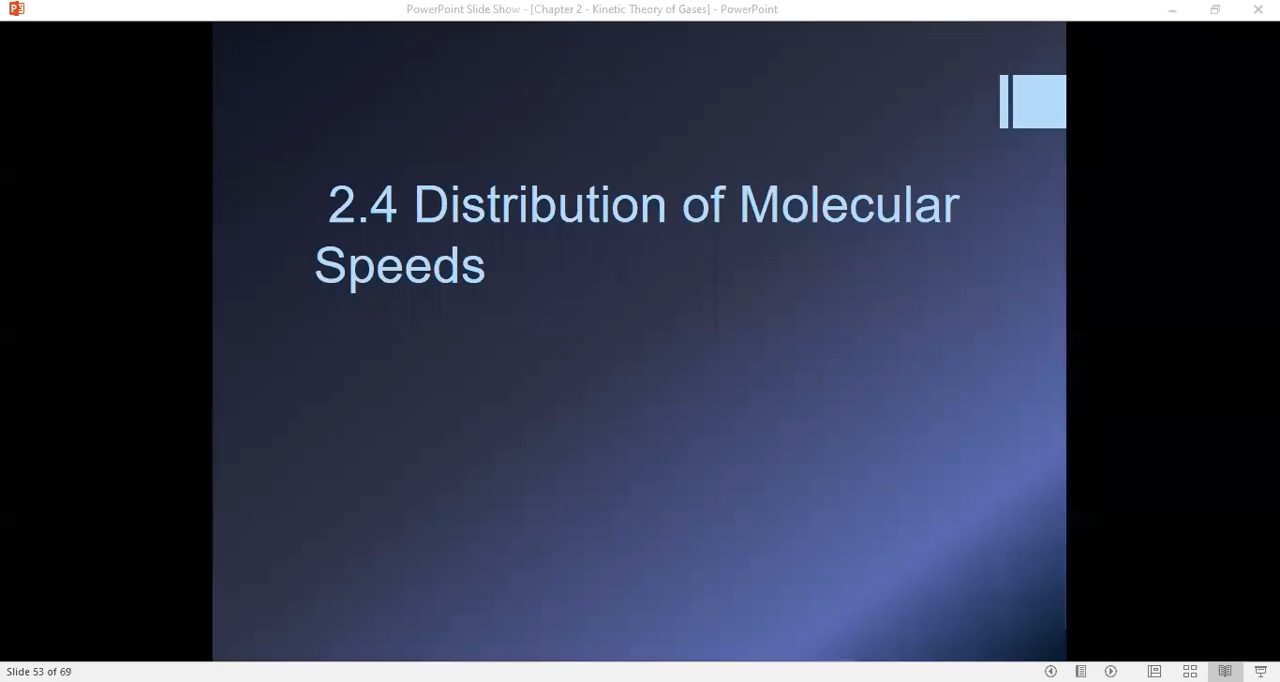 PowerPoint Slide Show - [Chapter 2 - Kinetic Theory of Gases] - PowerPoint
2.4 Distribution of Molecular
Speeds
Slide 53 of 69